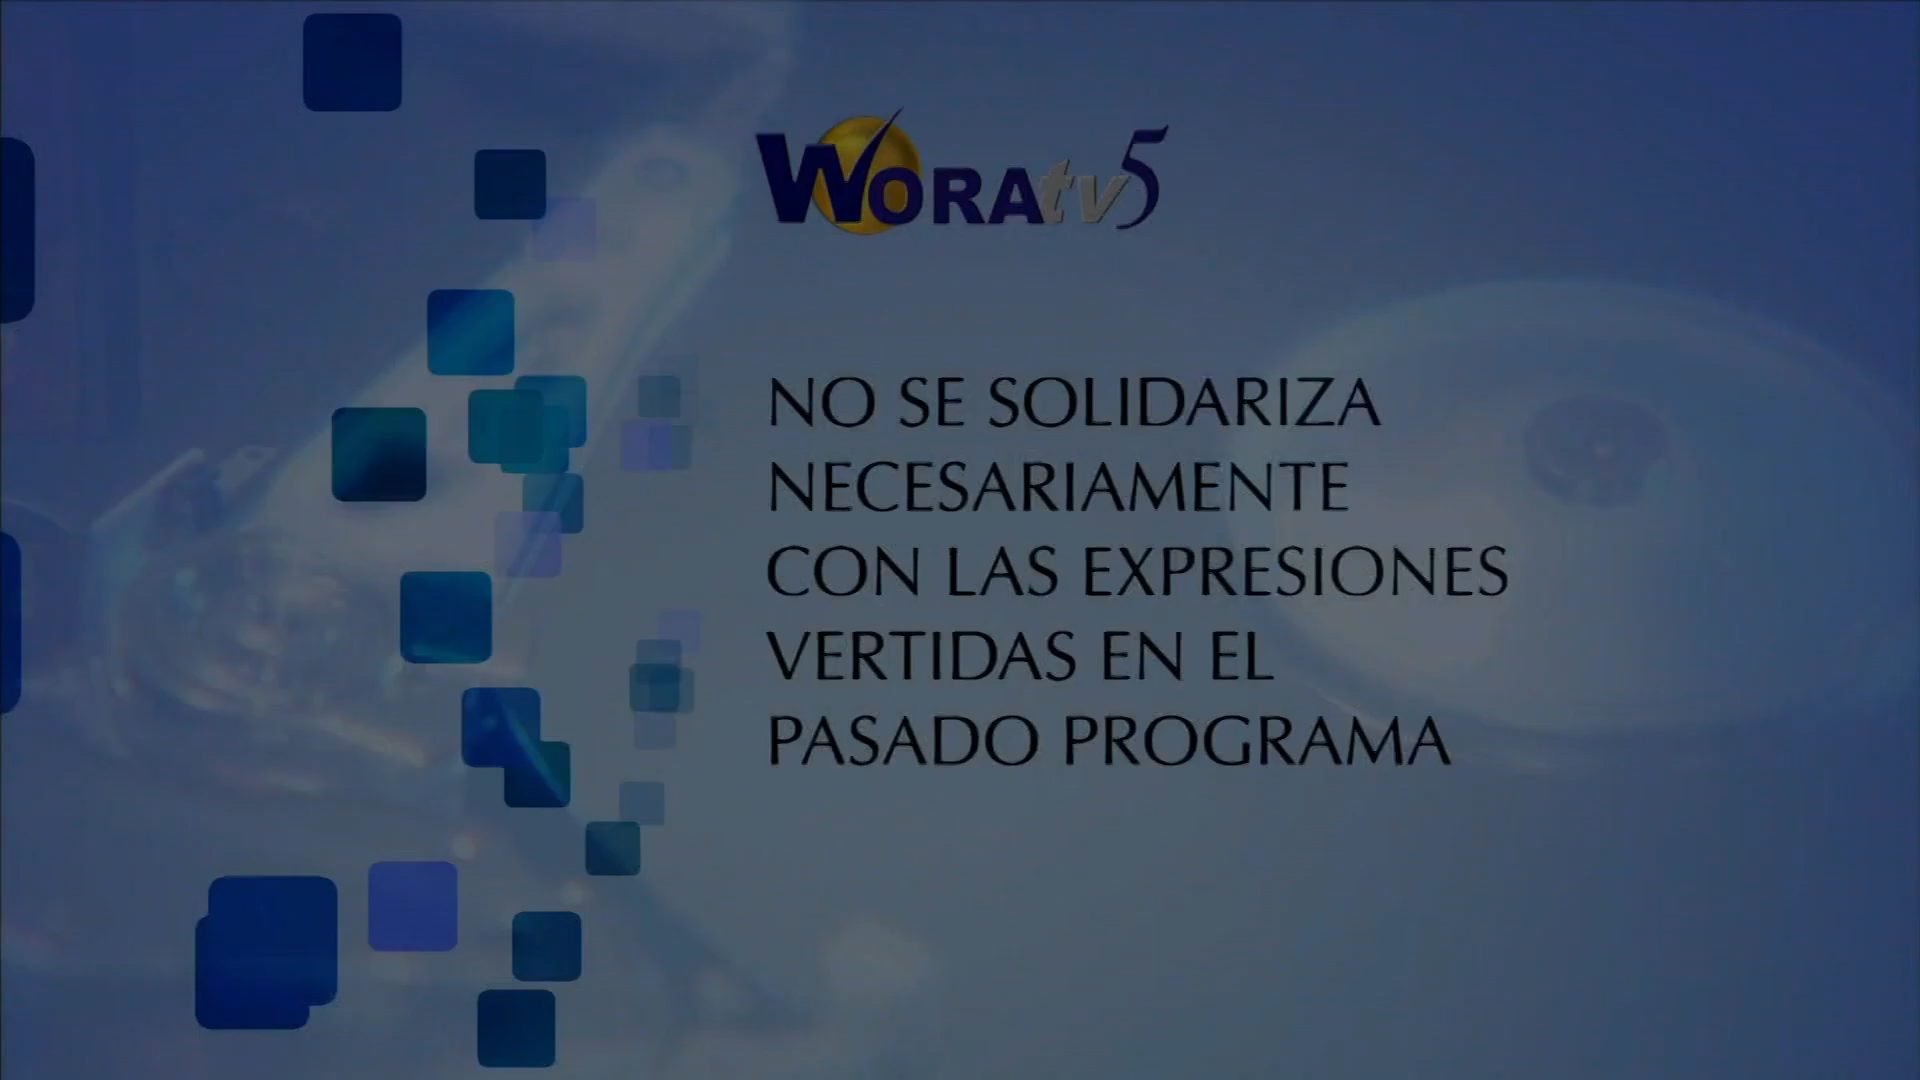 WORAtv5
NO SE SOLIDARIZA
NECESARIAMENTE
CON LAS EXPRESIONES
VERTIDAS EN EL
PASADO PROGRAMA